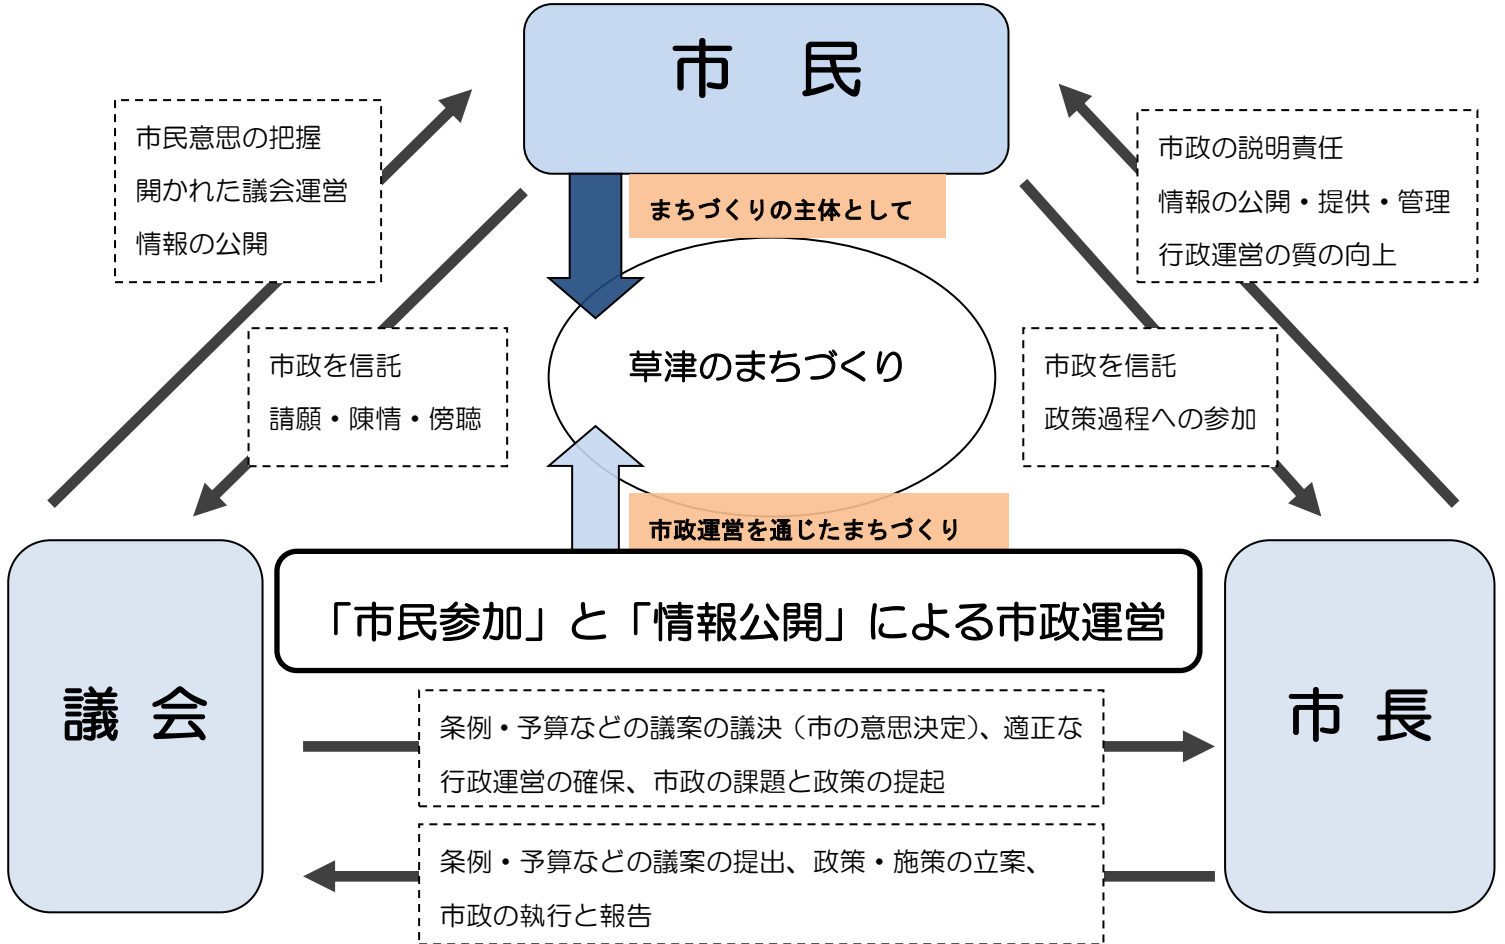 市　民
市民意思の把握
開かれた議会運営
情報の公開
市政の説明責任
情報の公開・提供・管理
行政運営の質の向上
まちづくりの主体として
市政を信託
請願・陳情・傍聴
草津のまちづくり
市政を信託
政策過程への参加
市政運営を通じたまちづくり
「市民参加」と「情報公開」による市政運営
議 会
市 長
条例・予算などの議案の議決（市の意思決定）、適正な
行政運営の確保、市政の課題と政策の提起
条例・予算などの議案の提出、政策・施策の立案、
市政の執行と報告